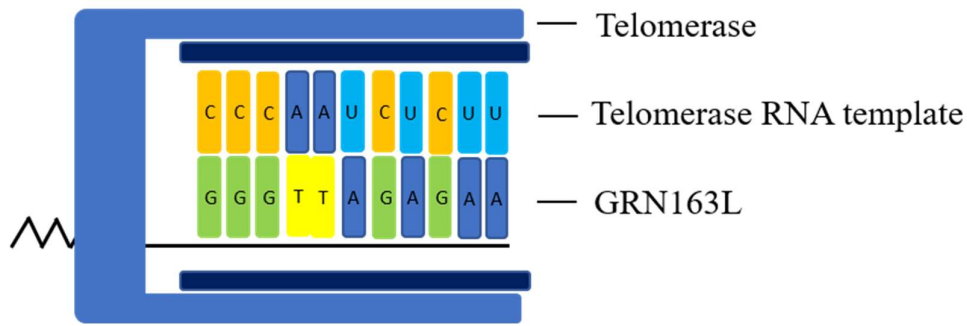 Telomerase
C C C A A U C U C U U
Telomerase RNA template
G G G T T A G A G A A
GRN163L